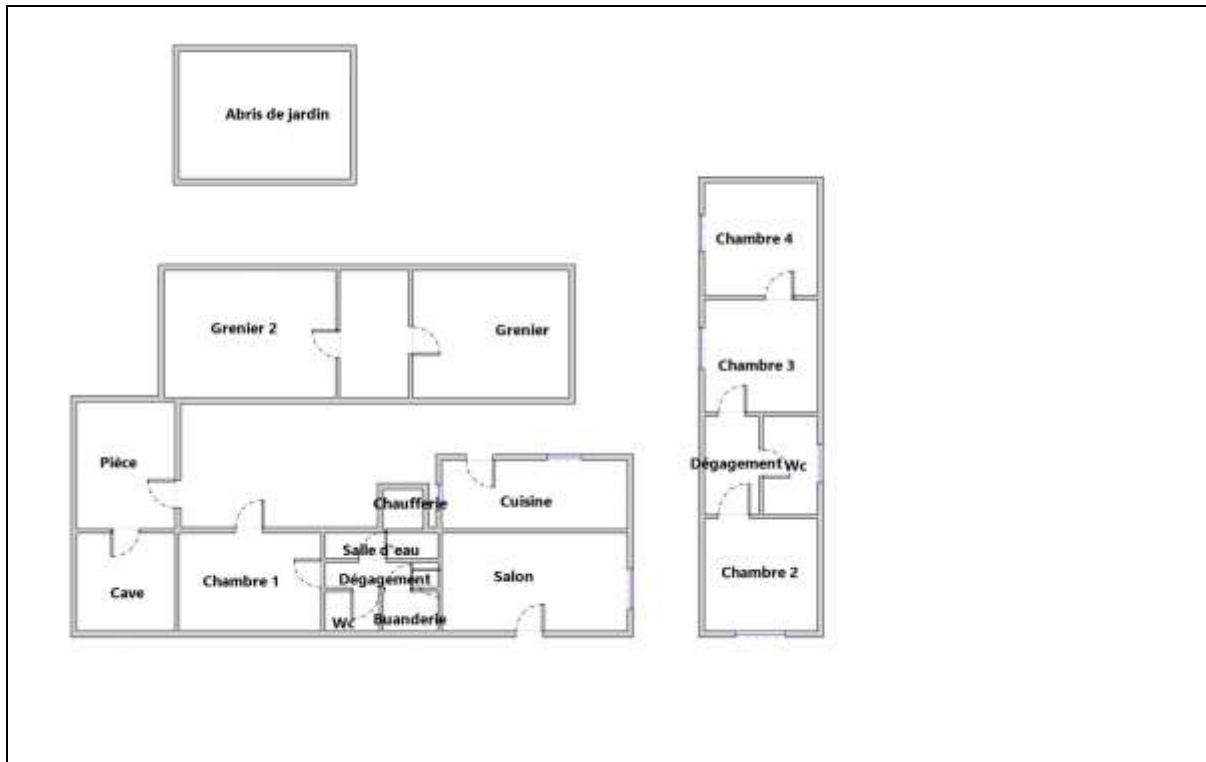 Abris de jardin
Chambre 4
Grenier 2
Grenier
Chambre 3
Pièce
Dégagement
Wc
Chaufferie
Cuisine
Salle d'eau
Chambre 1
Dégagement
Salon
Chambre 2
Cave
Wc
Buanderie